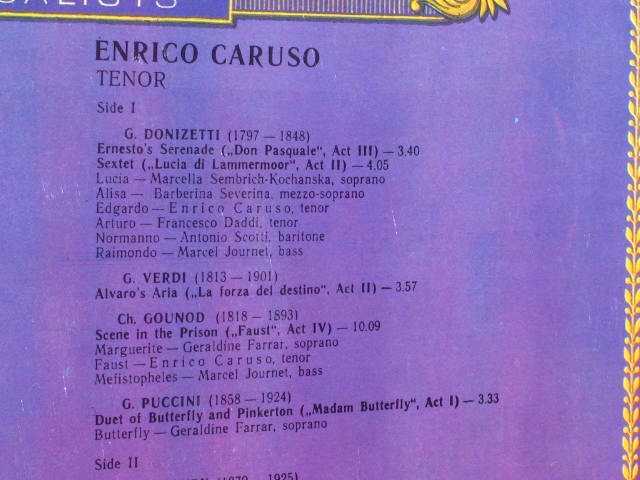 ENRICO CARUSO
TENOR
Side I
G. DONIZETTI (1797 — 1848)
Ernesto's Serenade („Don Pasquale", Act III) — 3.40
Sextet („Lucia di Lammermoor", Act II) — 4.05
Lucia — Marcella Sembrich-Kochanska, soprano
Alisa — Barberina Severina, mezzo-soprano
Edgardo — Enrico Caruso, tenor
Arturo — Francesco Daddi, tenor
Normanno — Antonio Scotti, baritone
Raimondo — Marcel Journet, bass
G. VERDI (1813 — 1901)
Alvaro's Aria („La forza del destino", Act II) — 3.57
Ch. GOUNOD (1818 — 1893)
Scene in the Prison („Faust", Act IV) — 10.09
Marguerite — Geraldine Farrar, soprano
Faust — Enrico Caruso, tenor
Mefistopheles — Marcel Journet, bass
G. PUCCINI (1858 — 1924)
Duet of Butterfly and Pinkerton („Madam Butterfly", Act I) — 3.33
Butterfly — Geraldine Farrar, soprano
Side II